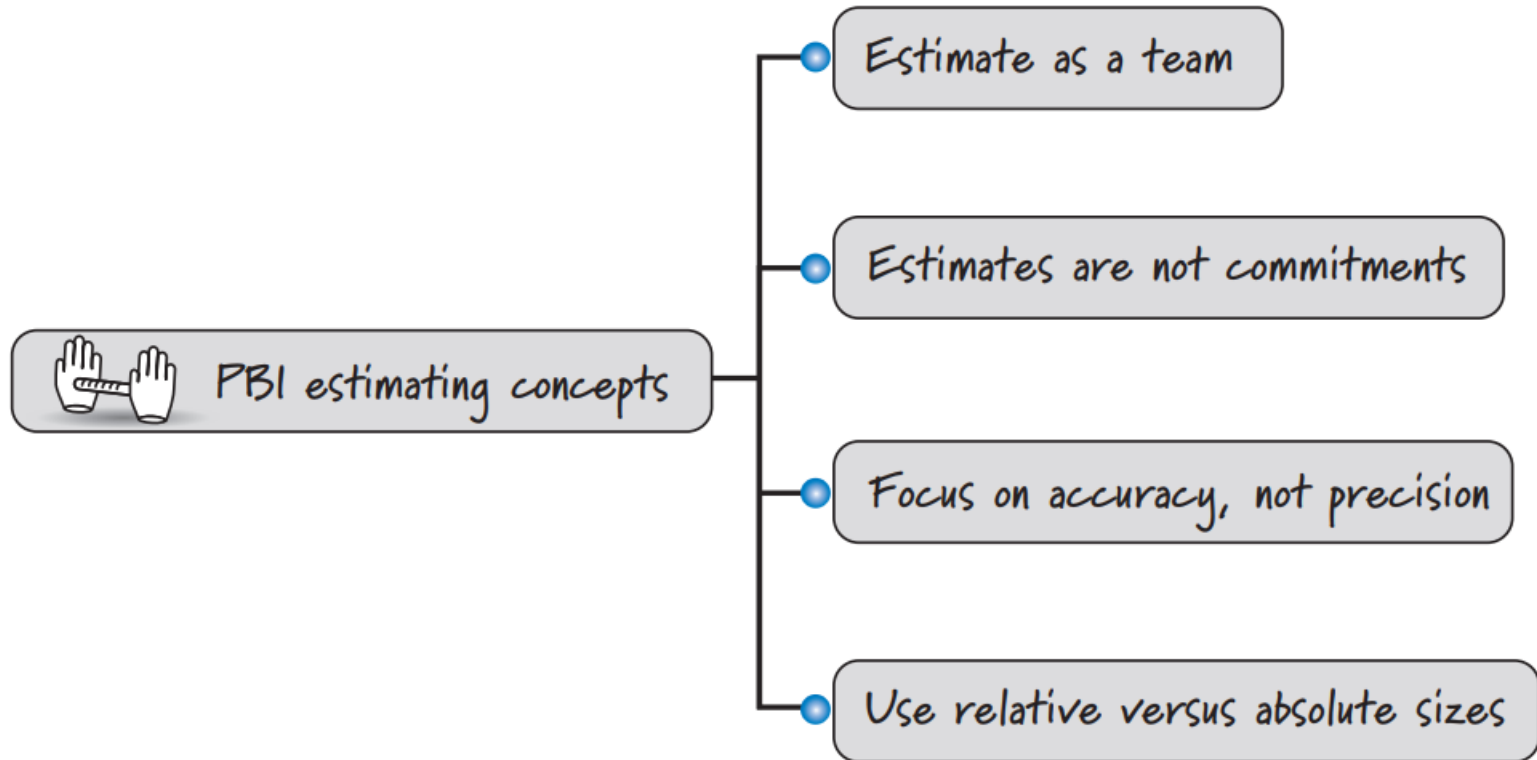 Estimate as a team
Estimates are not commitments
PBI estimating concepts
Focus on accuracy, not precision
Use relative versus absolute sizes